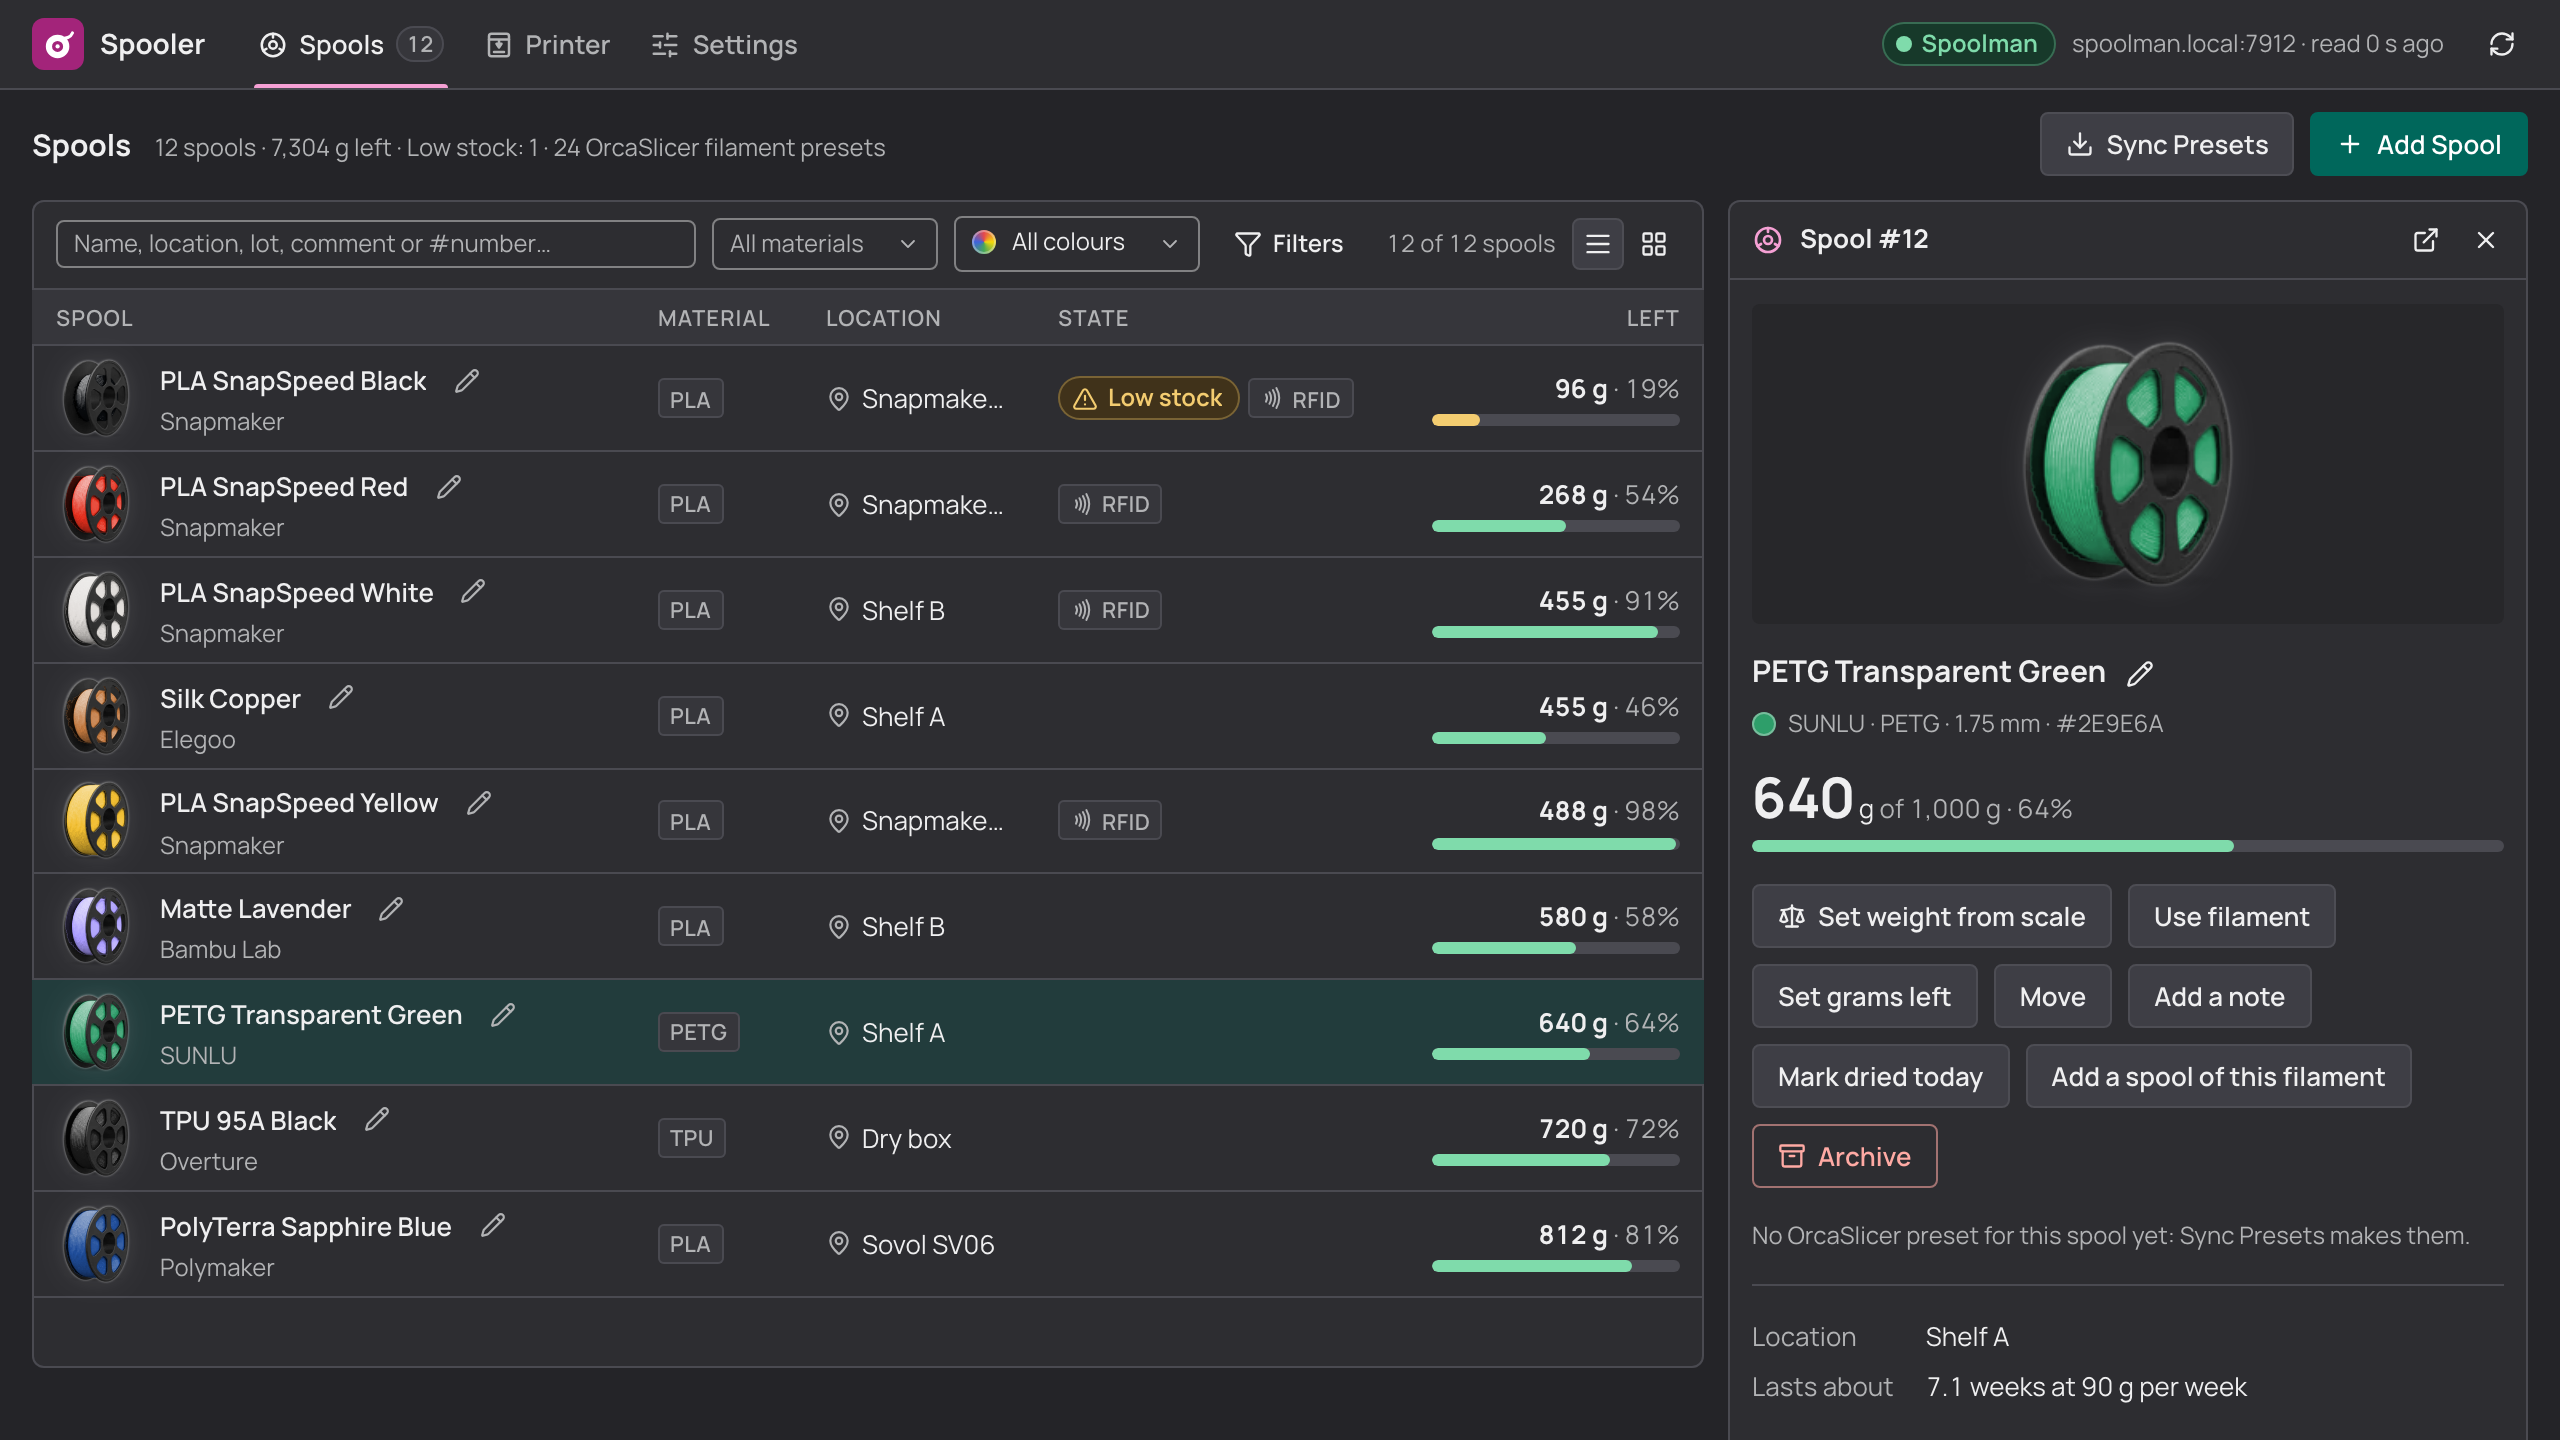 Spooler
Spools 12
Printer
Settings
Spoolman
spoolman.local:7912 · read 0 s ago
Spools
12 spools · 7,304 g left · Low stock: 1 · 24 OrcaSlicer filament presets
Sync Presets
Add Spool
Name, location, lot, comment or #number...
All materials
All colours
Filters
12 of 12 spools
SPOOL MATERIAL LOCATION STATE LEFT
PLA SnapSpeed Black
Snapmaker
PLA
Snapmake...
Low stock
RFID
96 g · 19%
PLA SnapSpeed Red
Snapmaker
PLA
Snapmake...
RFID
268 g · 54%
PLA SnapSpeed White
Snapmaker
PLA
Shelf B
RFID
455 g · 91%
Silk Copper
Elegoo
PLA
Shelf A
455 g · 46%
PLA SnapSpeed Yellow
Snapmaker
PLA
Snapmake...
RFID
488 g · 98%
Matte Lavender
Bambu Lab
PLA
Shelf B
580 g · 58%
PETG Transparent Green
SUNLU
PETG
Shelf A
640 g · 64%
TPU 95A Black
Overture
TPU
Dry box
720 g · 72%
PolyTerra Sapphire Blue
Polymaker
PLA
Sovol SV06
812 g · 81%
Spool #12
PETG Transparent Green
SUNLU · PETG · 1.75 mm · #2E9E6A
640 g of 1,000 g · 64%
Set weight from scale
Use filament
Set grams left
Move
Add a note
Mark dried today
Add a spool of this filament
Archive
No OrcaSlicer preset for this spool yet: Sync Presets makes them.
Location Shelf A
Lasts about 7.1 weeks at 90 g per week